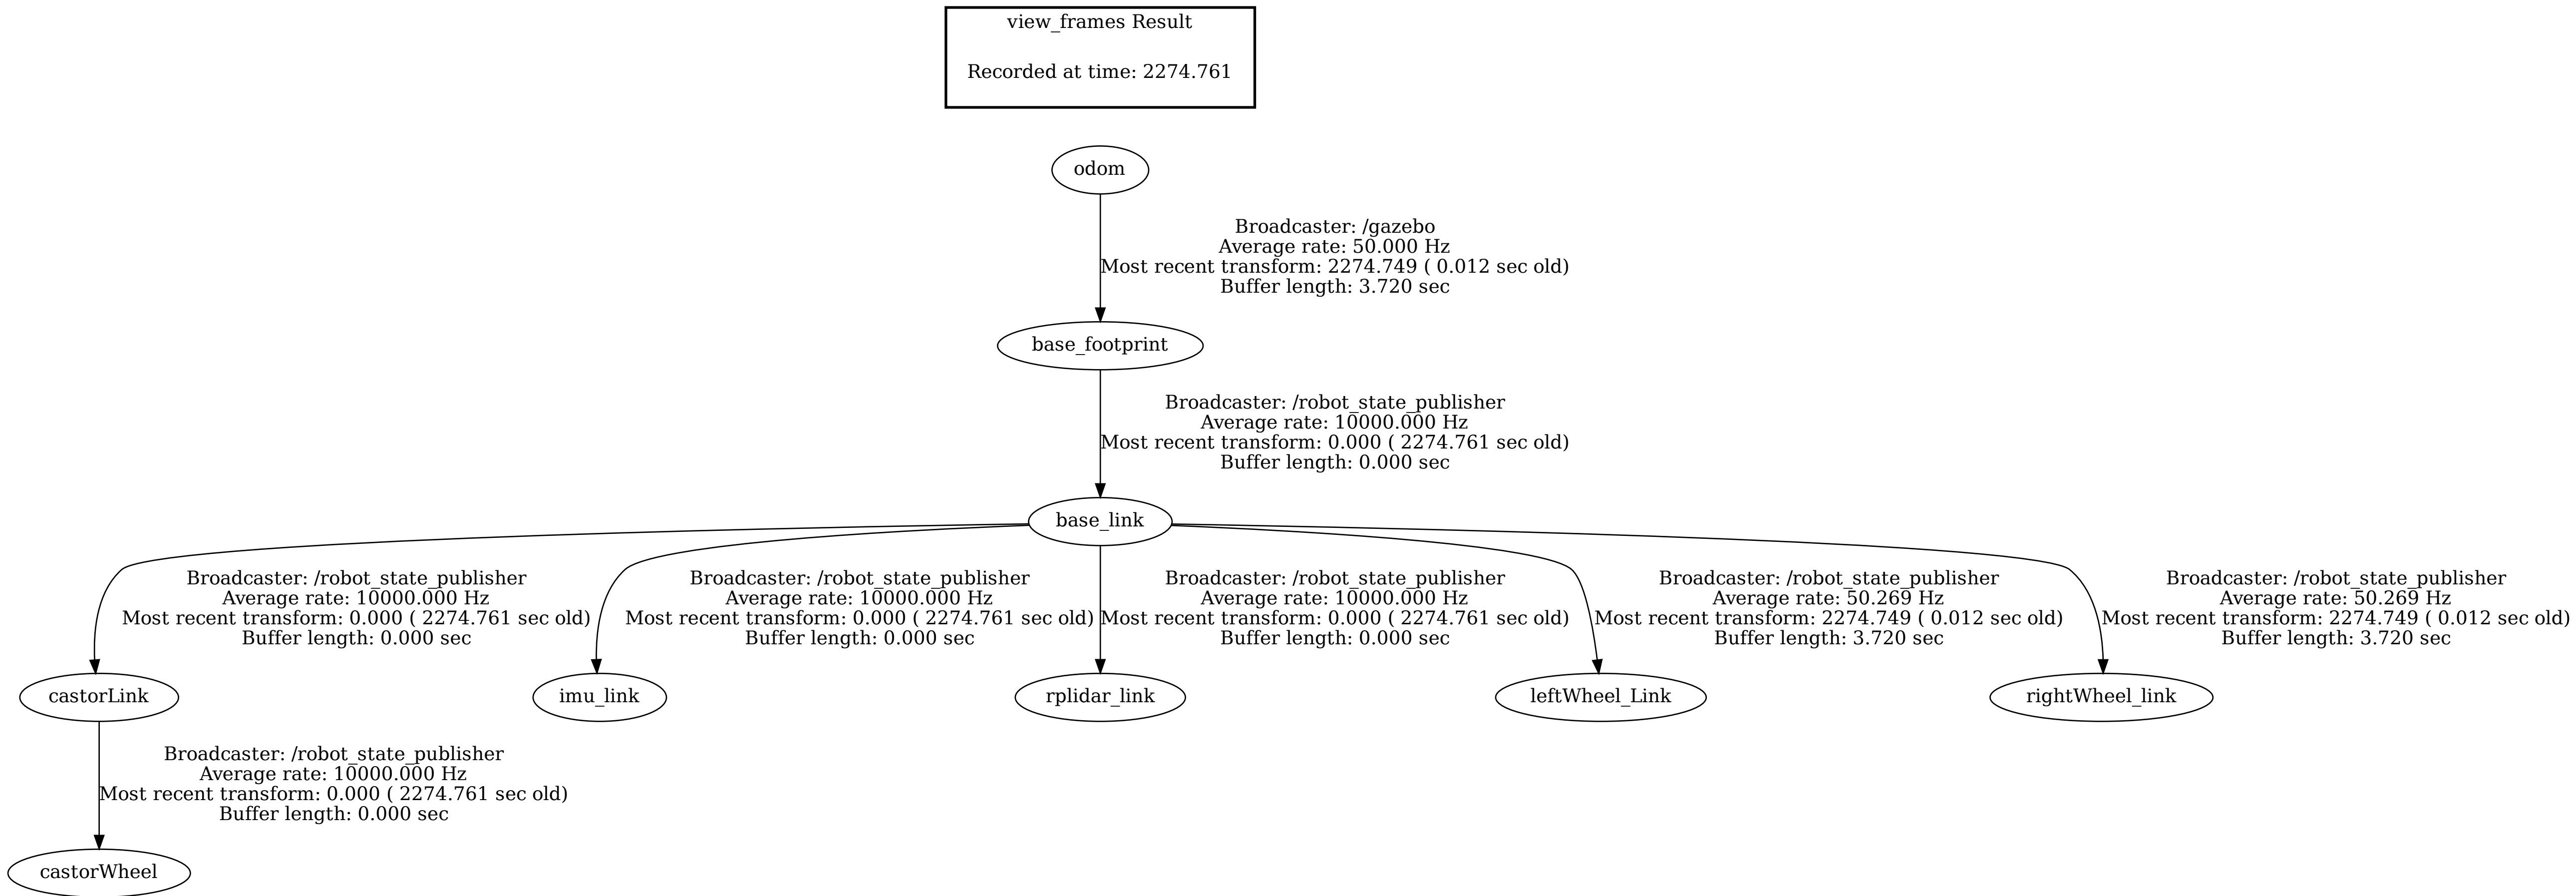 view_frames Result
Recorded at time: 2274.761
odom
Broadcaster: /gazebo
Average rate: 50.000 Hz
Most recent transform: 2274.749 ( 0.012 sec old)
Buffer length: 3.720 sec
base_footprint
Broadcaster: /robot_state_publisher
Average rate: 10000.000 Hz
Most recent transform: 0.000 ( 2274.761 sec old)
Buffer length: 0.000 sec
base_link
Broadcaster: /robot_state_publisher
Average rate: 10000.000 Hz
Most recent transform: 0.000 ( 2274.761 sec old)
Buffer length: 0.000 sec
Broadcaster: /robot_state_publisher
Average rate: 10000.000 Hz
Most recent transform: 0.000 ( 2274.761 sec old)
Buffer length: 0.000 sec
Broadcaster: /robot_state_publisher
Average rate: 10000.000 Hz
Most recent transform: 0.000 ( 2274.761 sec old)
Buffer length: 0.000 sec
Broadcaster: /robot_state_publisher
Average rate: 50.269 Hz
Most recent transform: 2274.749 ( 0.012 sec old)
Buffer length: 3.720 sec
Broadcaster: /robot_state_publisher
Average rate: 50.269 Hz
Most recent transform: 2274.749 ( 0.012 sec old)
Buffer length: 3.720 sec
castorLink
imu_link
rplidar_link
leftWheel_Link
rightWheel_link
Broadcaster: /robot_state_publisher
Average rate: 10000.000 Hz
Most recent transform: 0.000 ( 2274.761 sec old)
Buffer length: 0.000 sec
castorWheel